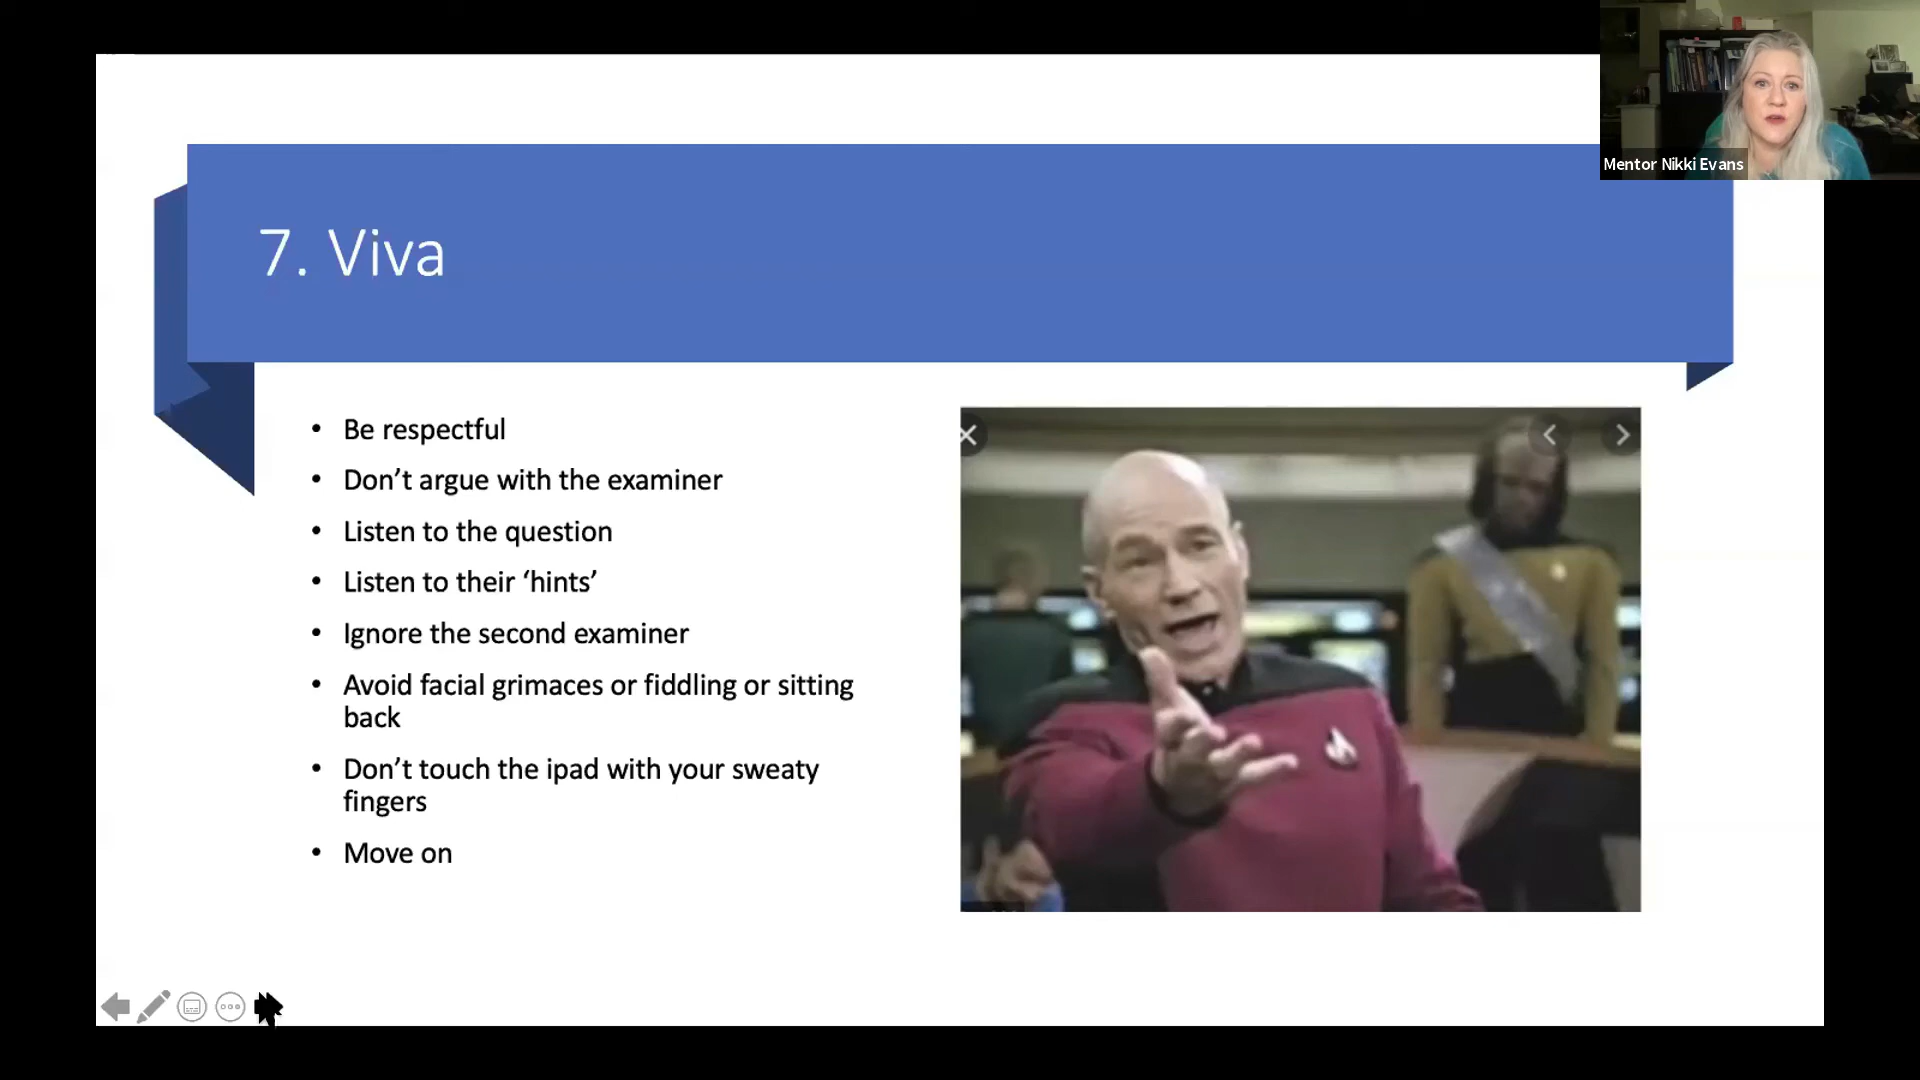 Mentor Nikki Evans
7. Viva
• Be respectful
• Don’t argue with the examiner
• Listen to the question
• Listen to their ‘hints’
• Ignore the second examiner
• Avoid facial grimaces or fiddling or sitting
back
• Don’t touch the ipad with your sweaty
fingers
• Move on